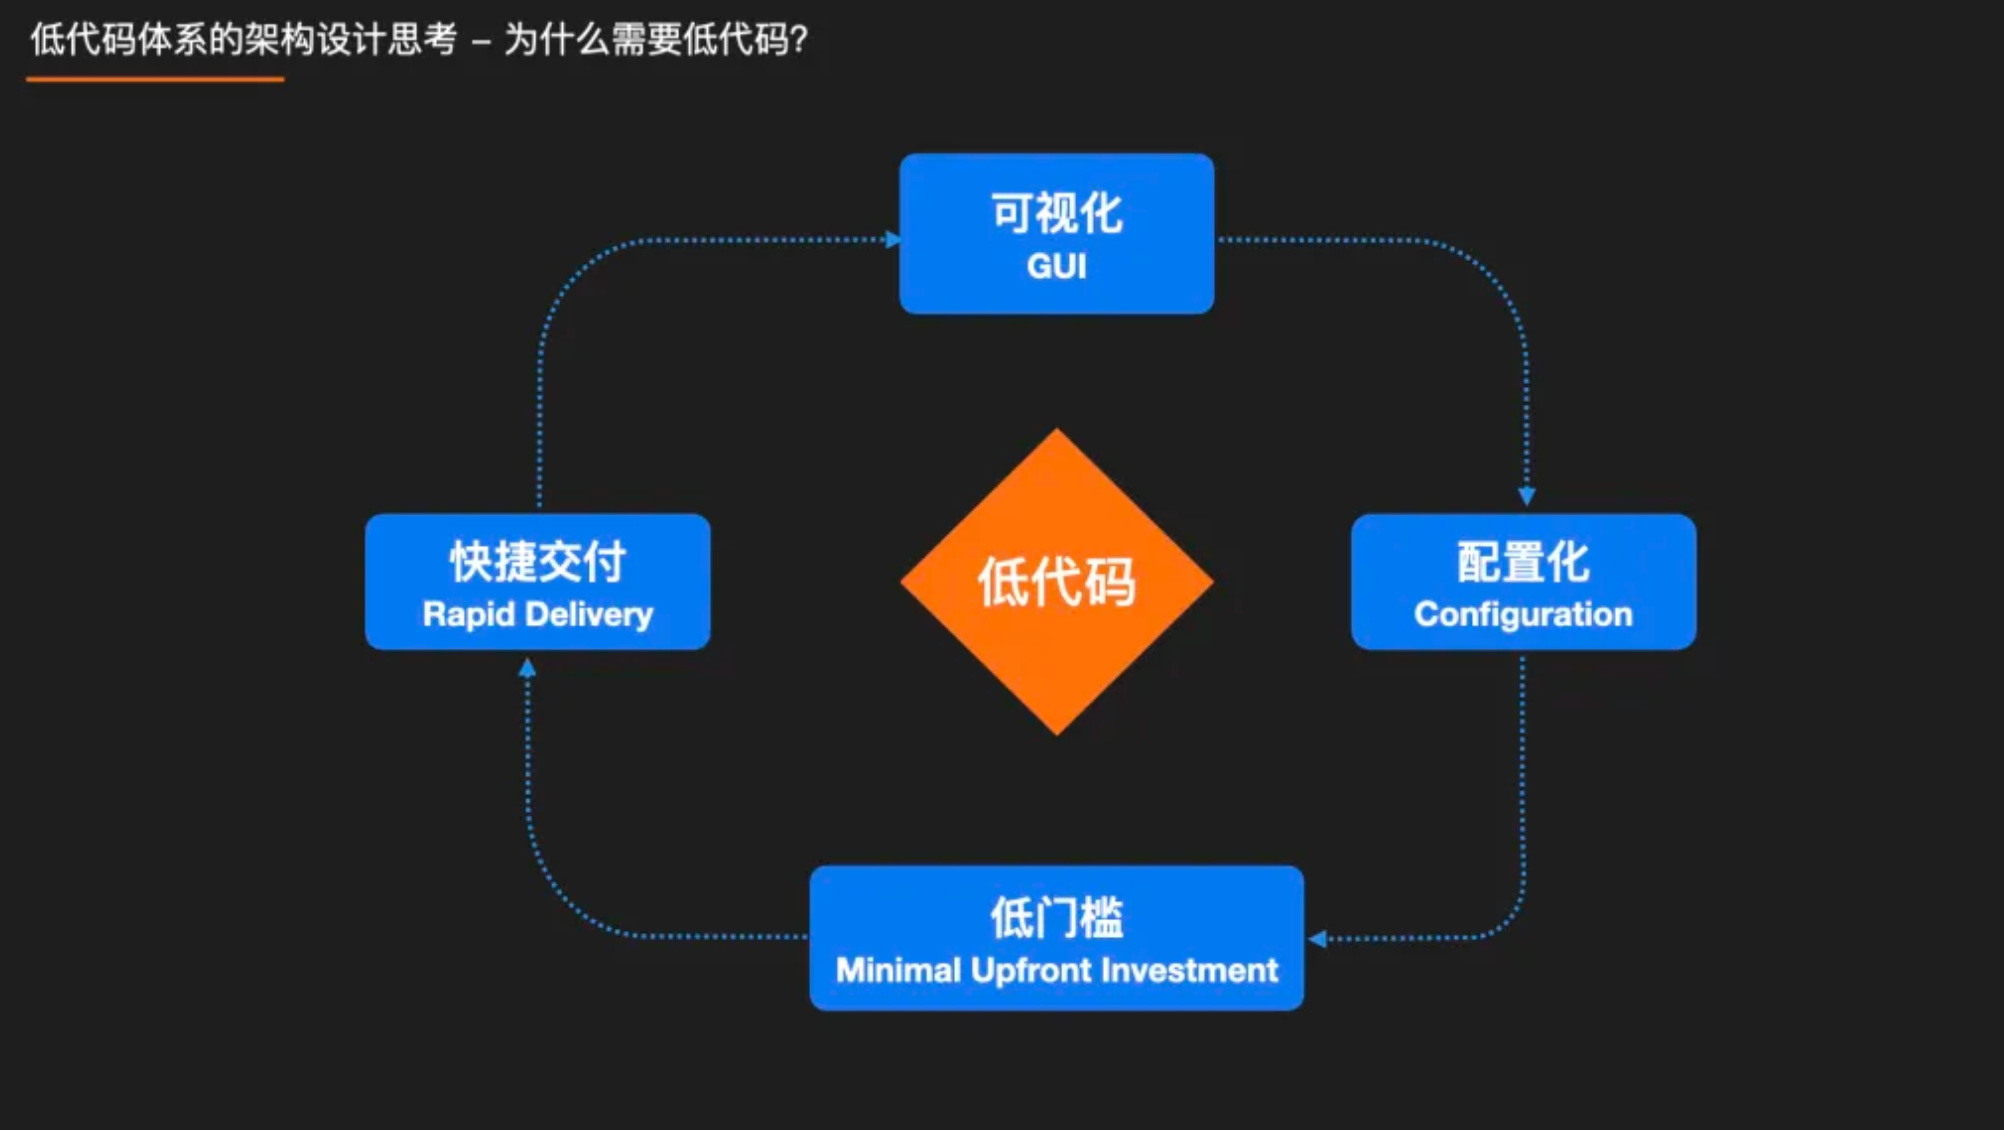 低代码体系的架构设计思考 – 为什么需要低代码?
可视化
GUI
快捷交付
Rapid Delivery
低代码
配置化
Configuration
低门槛
Minimal Upfront Investment